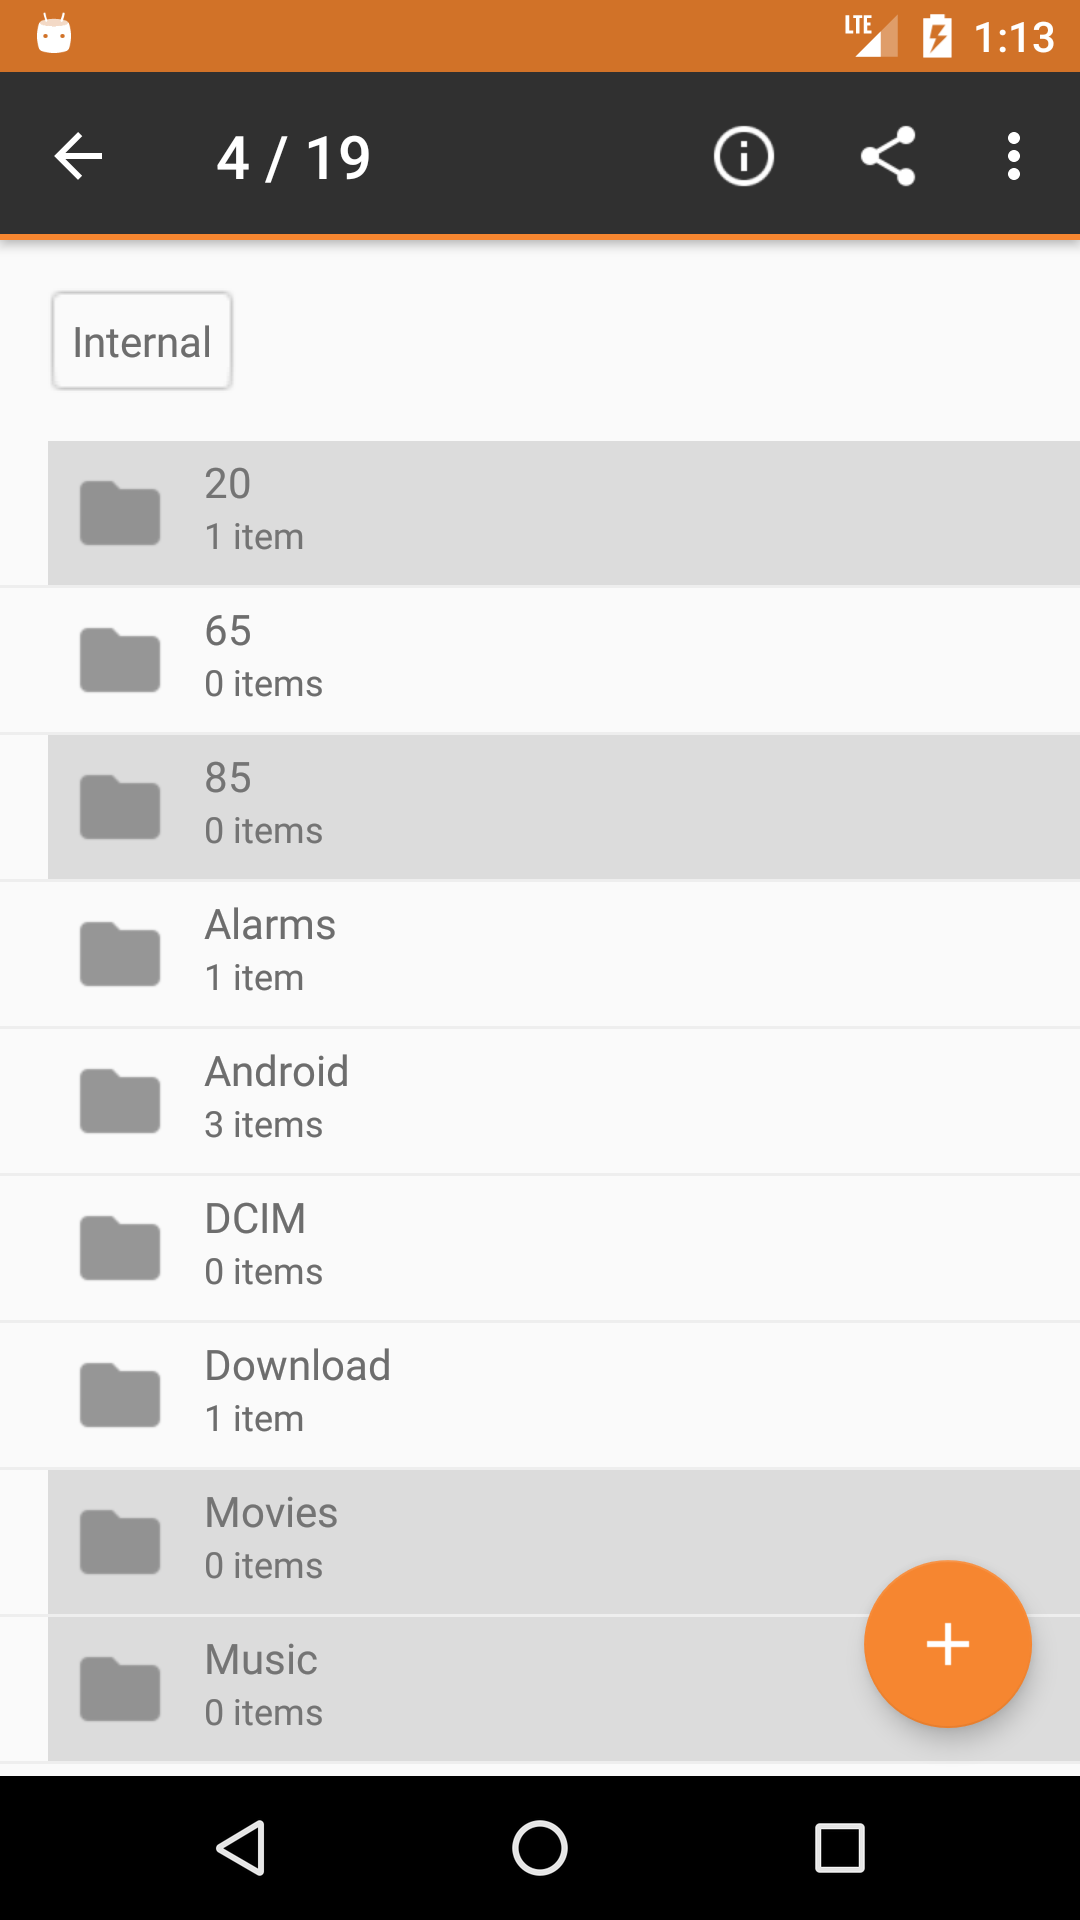 LTE 1:13
4 / 19
Internal
20
1 item
65
0 items
85
0 items
Alarms
1 item
Android
3 items
DCIM
0 items
Download
1 item
Movies
0 items
Music
0 items